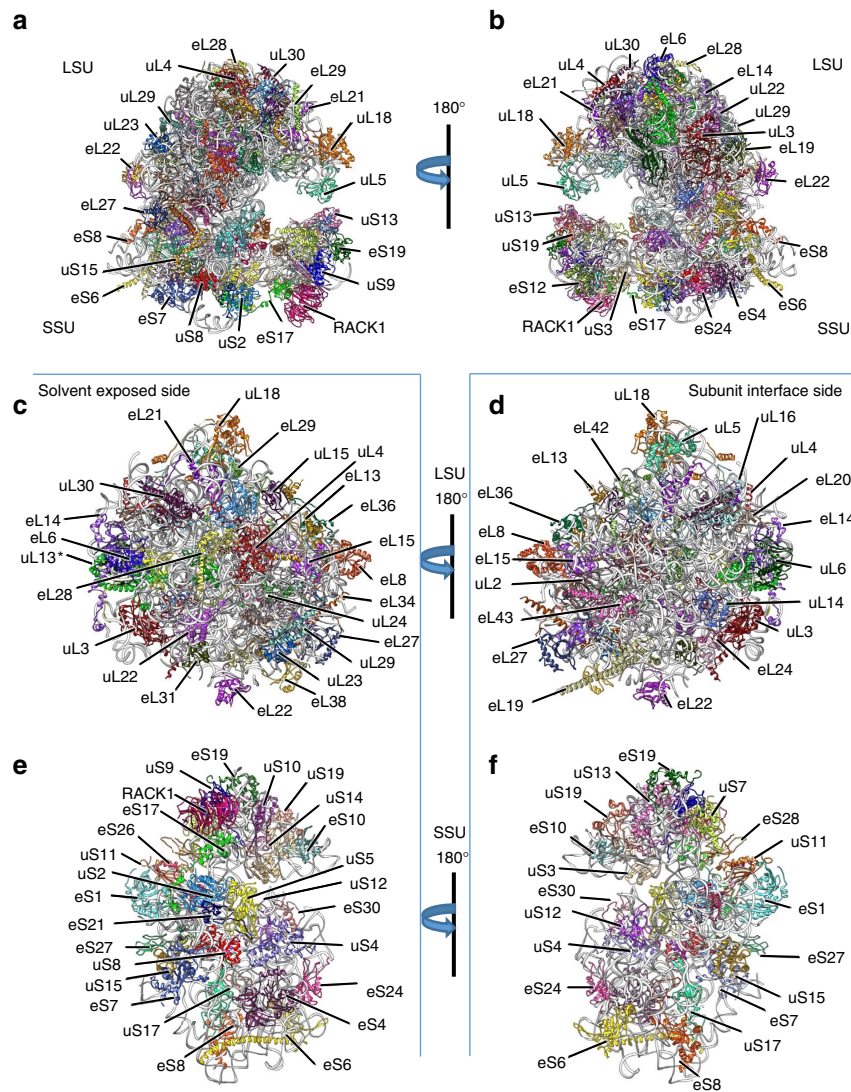 a
b
eL28
uL30
LSU
uL4
eL29
uL29
eL21
uL23
uL18
eL22
uL5
eL27
uS13
eS8
eS19
uS15
uS9
eS6
eS7
SSU
uS8
uS2
eS17
RACK1
180°
eL6
uL30
eL28
uL4
LSU
eL21
eL14
uL22
uL18
uL29
uL3
eL19
uL5
eL22
uS13
uS19
eS8
eS12
eS6
RACK1
uS3
eS17
eS24
eS4
SSU
Solvent exposed side
Subunit interface side
c
d
uL18
eL21
eL29
uL15
uL4
eL13
uL30
eL36
eL14
eL6
eL15
uL13*
eL8
eL28
eL34
uL24
uL3
eL27
uL29
uL22
uL23
eL31
eL38
eL22
LSU
180°
uL18
uL5
uL16
eL42
uL4
eL13
eL20
eL36
eL14
eL8
eL15
uL6
uL2
uL14
eL43
uL3
eL27
eL24
eL19
eL22
e
f
eS19
uS10
uS9
uS19
RACK1
uS14
eS17
eS10
eS26
uS11
uS5
uS2
uS12
eS1
eS30
eS21
eS27
uS4
uS8
uS15
eS24
eS7
uS17
eS4
eS8
eS6
SSU
180°
eS19
uS13
uS7
uS19
eS28
eS10
uS11
uS3
eS30
eS1
uS12
uS4
eS27
eS24
uS15
eS7
eS6
uS17
eS8